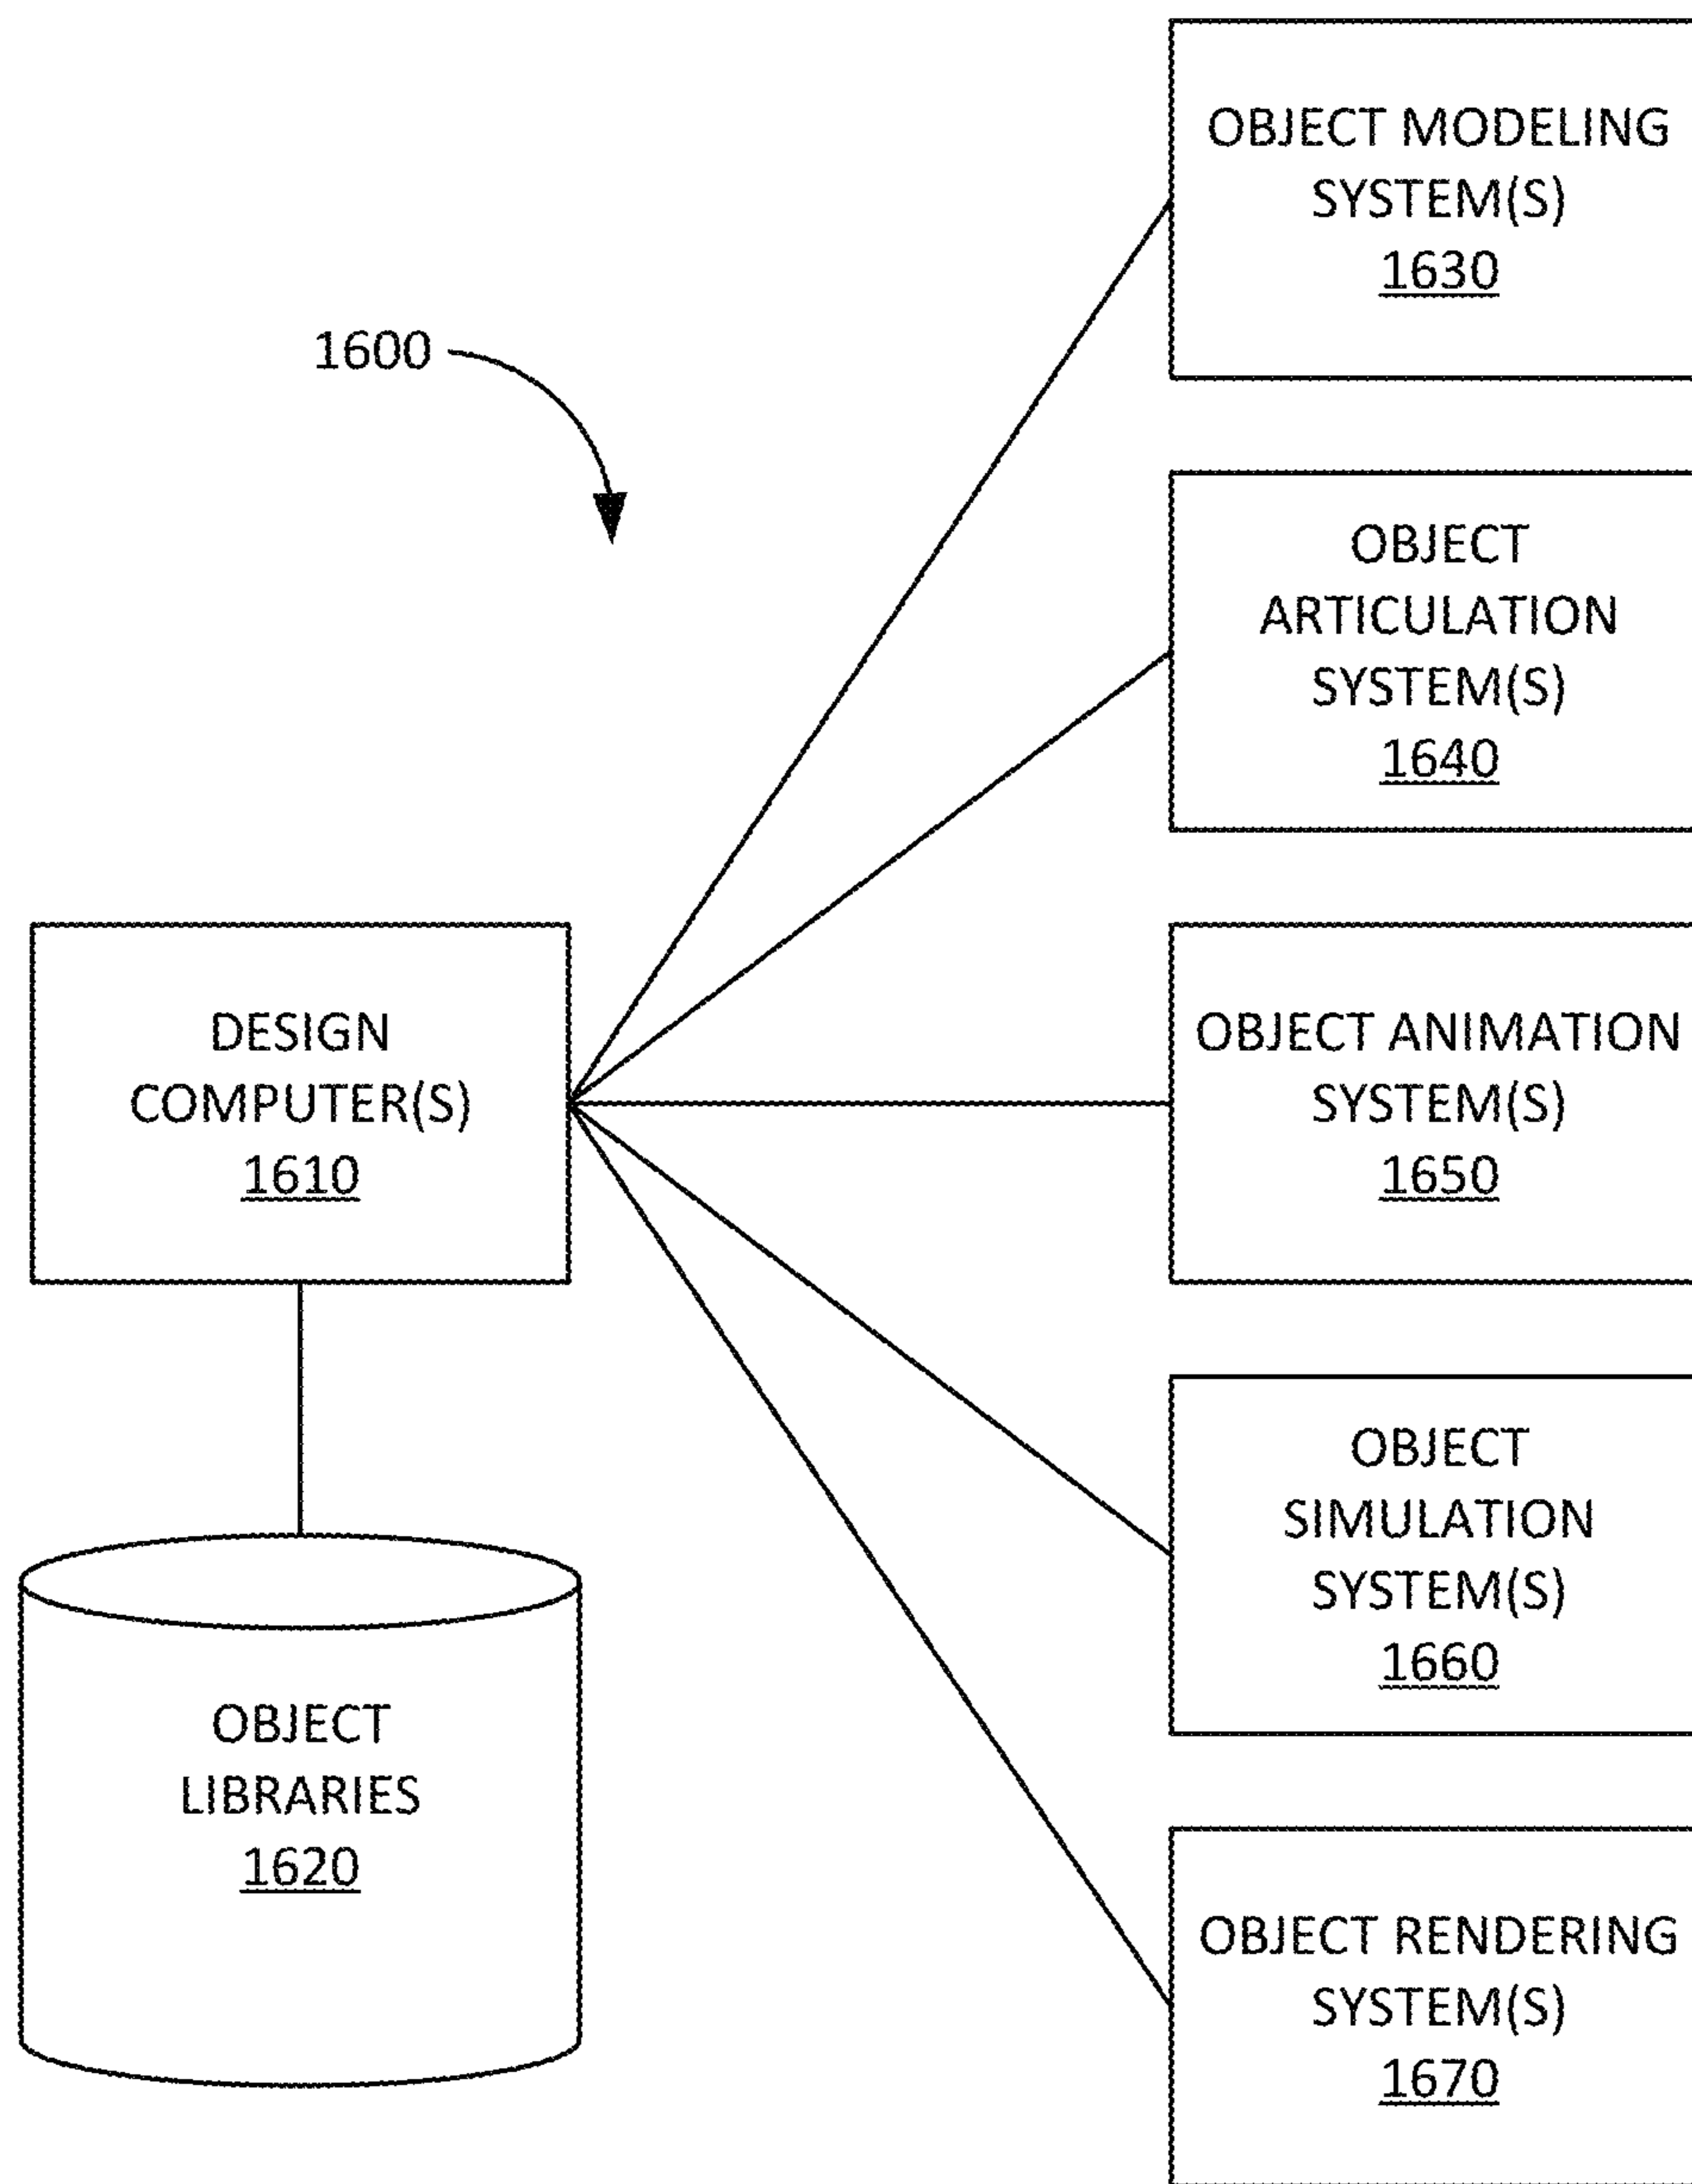 OBJECT MODELING
SYSTEM(S)
1630
1600
OBJECT
ARTICULATION
SYSTEM(S)
1640
DESIGN
COMPUTER(S)
1610
OBJECT ANIMATION
SYSTEM(S)
1650
OBJECT
SIMULATION
SYSTEM(S)
1660
OBJECT
LIBRARIES
1620
OBJECT RENDERING
SYSTEM(S)
1670